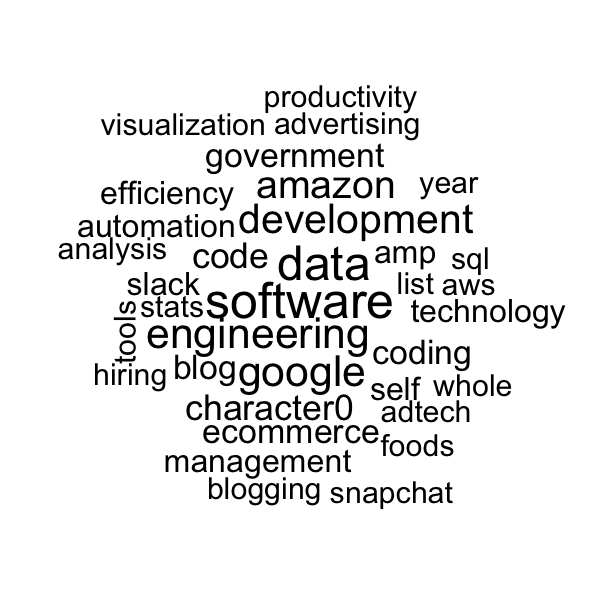 productivity
visualization advertising
government
efficiency amazon year
automation development
analysis code data amp sql
slack list aws
tools stats software technology
engineering
hiring blog google coding
self whole
character0 adtech
ecommerce foods
management
blogging snapchat